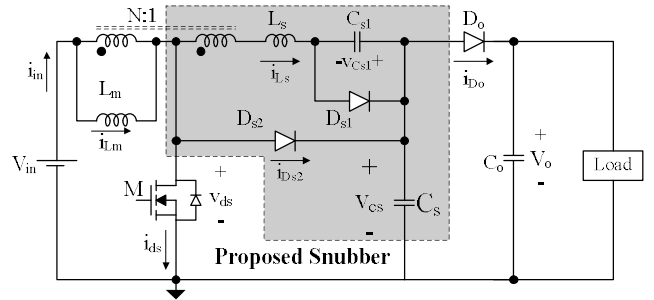 N:1
Ls
Cs1
Do
iin
-vCs1+
iLs
iDo
Lm
Ds2
Ds1
iLm
Vin
iDs2
+
+
+
M
vds
Vcs
Cs
Co
Vo
Load
-
-
-
ids
Proposed Snubber